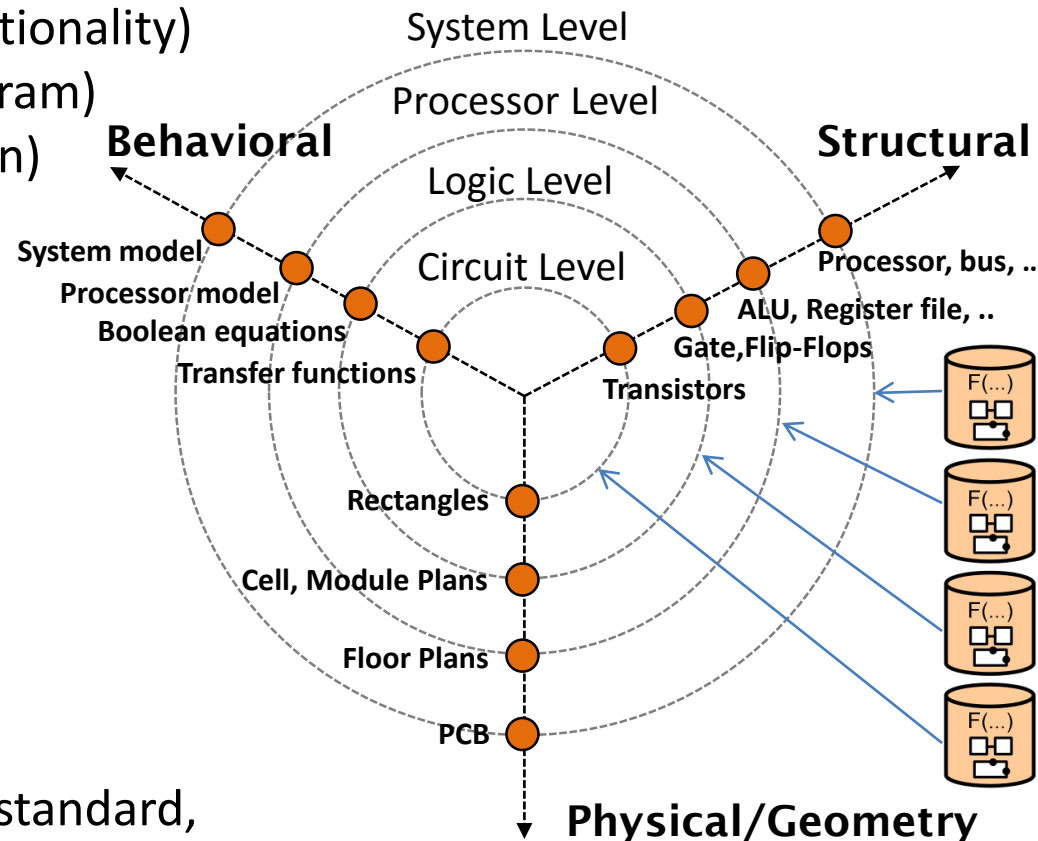 tionality)
System Level
ram)
Processor Level
n)
Behavioral
Structural
Logic Level
System model
Circuit Level
Processor, bus, ..
Processor model
ALU, Register file, ..
Boolean equations
Gate,Flip-Flops
Transfer functions
Transistors
F(...)
Rectangles
F(...)
Cell, Module Plans
F(...)
Floor Plans
F(...)
PCB
standard,
Physical/Geometry